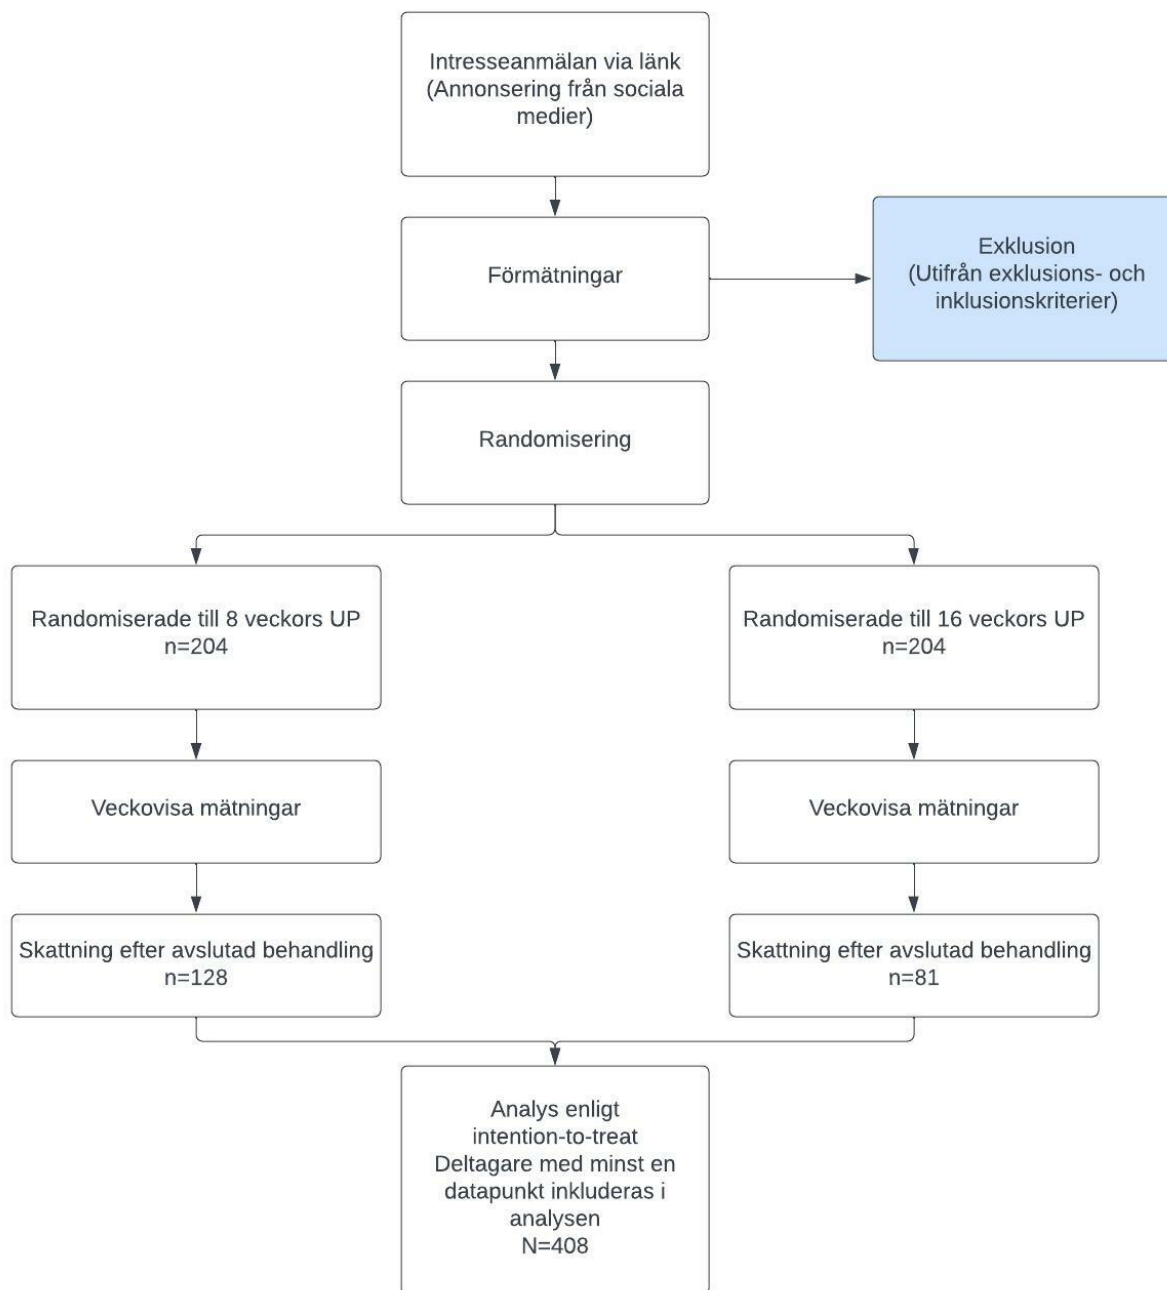 Intresseanmälan via länk
(Annonsering från sociala
medier)
Förmätningar
Exklusion
(Utifrån exklusions- och
inklusionskriterier)
Randomisering
Randomiserade till 8 veckors UP
n=204
Randomiserade till 16 veckors UP
n=204
Veckovisa mätningar
Veckovisa mätningar
Skattning efter avslutad behandling
n=128
Skattning efter avslutad behandling
n=81
Analys enligt
intention-to-treat
Deltagare med minst en
datapunkt inkluderas i
analysen
N=408